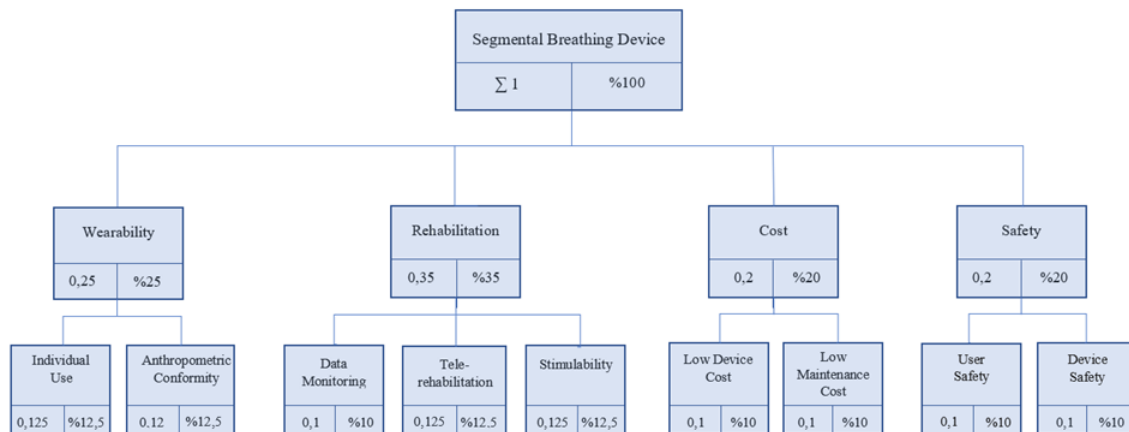 Segmental Breathing Device
∑ 1 %100
Wearability
0,25 %25
Rehabilitation
0,35 %35
Cost
0,2 %20
Safety
0,2 %20
Individual
Use
0,125 %12,5
Anthropometric
Conformity
0.12 %12,5
Data
Monitoring
0,1 %10
Tele-
rehabilitation
0,125 %12.5
Stimulability
0,125 %12,5
Low Device
Cost
0,1 %10
Low
Maintenance
Cost
0,1 %10
User
Safety
0,1 %10
Device
Safety
0,1 %10